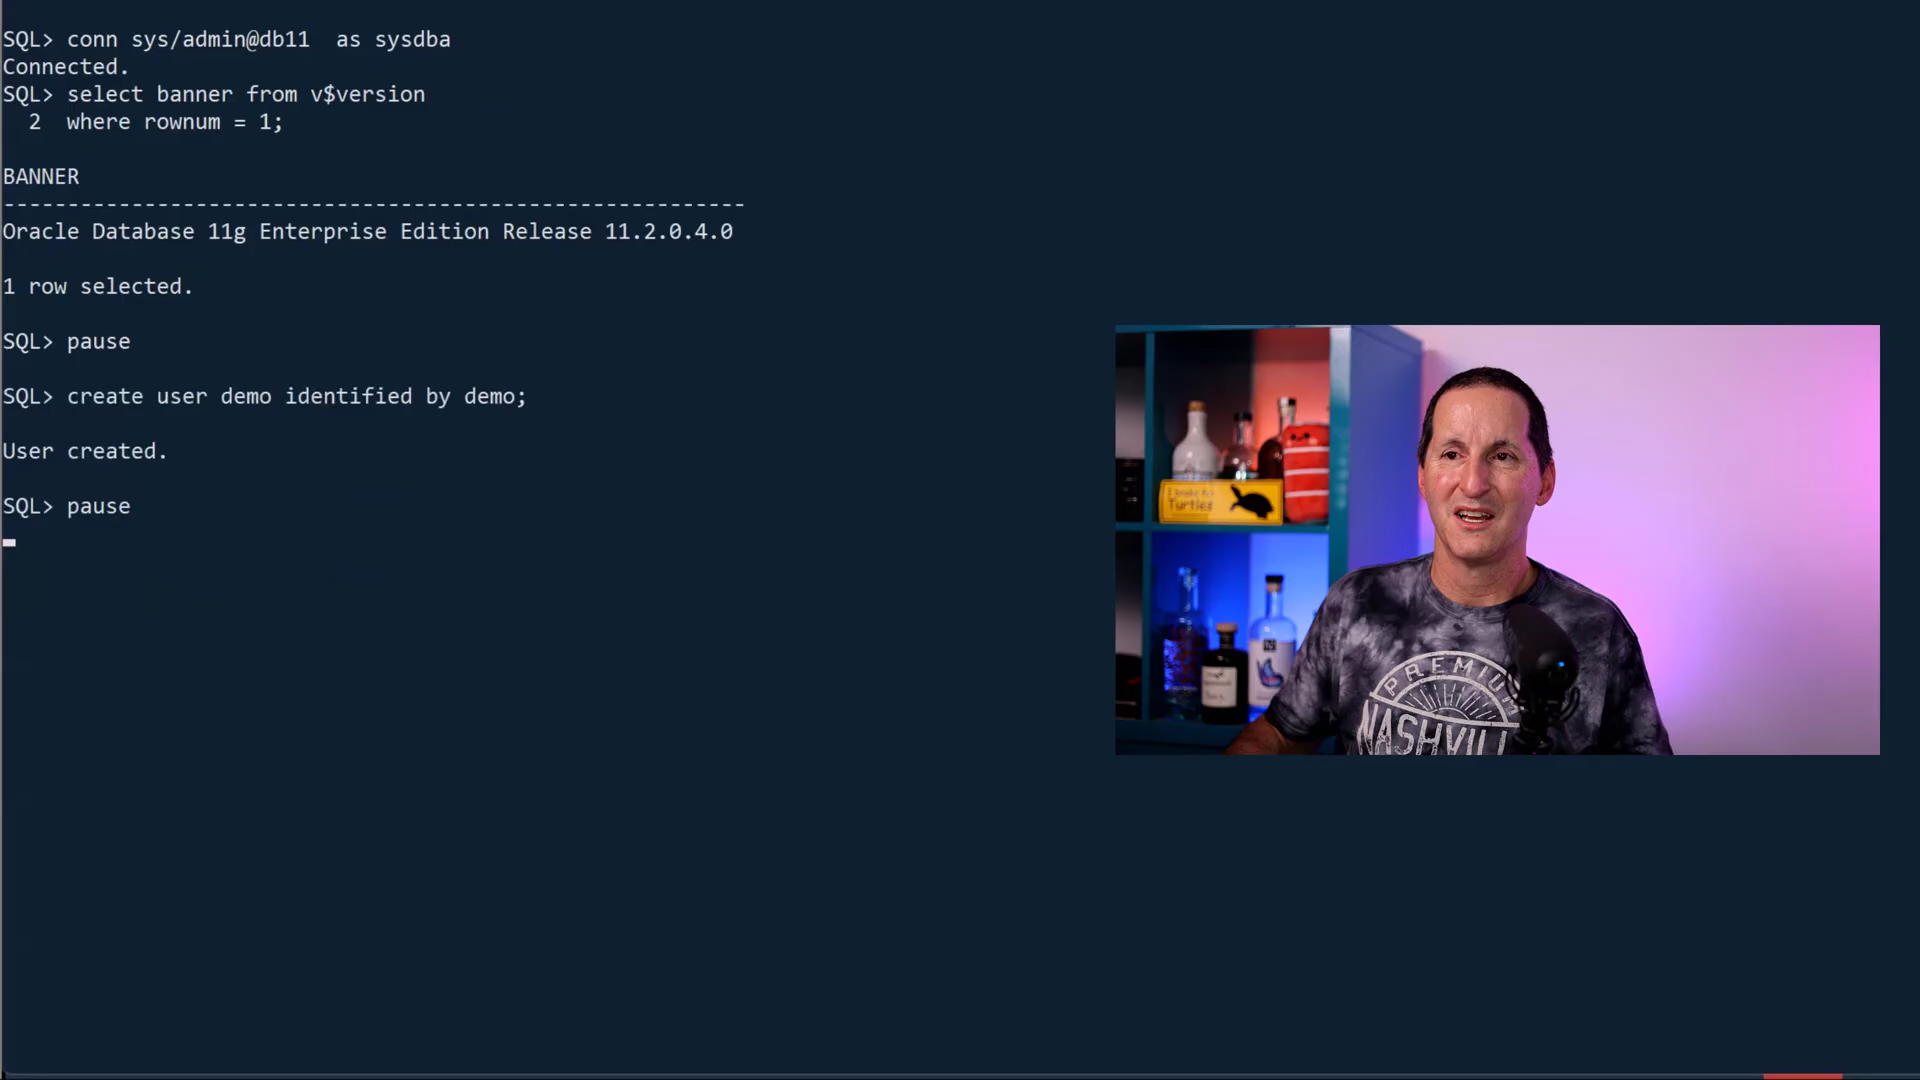 SQL> conn sys/admin@db11  as sysdba
Connected.
SQL> select banner from v$version
  2  where rownum = 1;
BANNER
----------------------------------------------------------
Oracle Database 11g Enterprise Edition Release 11.2.0.4.0
1 row selected.
SQL> pause
SQL> create user demo identified by demo;
User created.
SQL> pause
Turtles
PREMIUM
NASHVILL